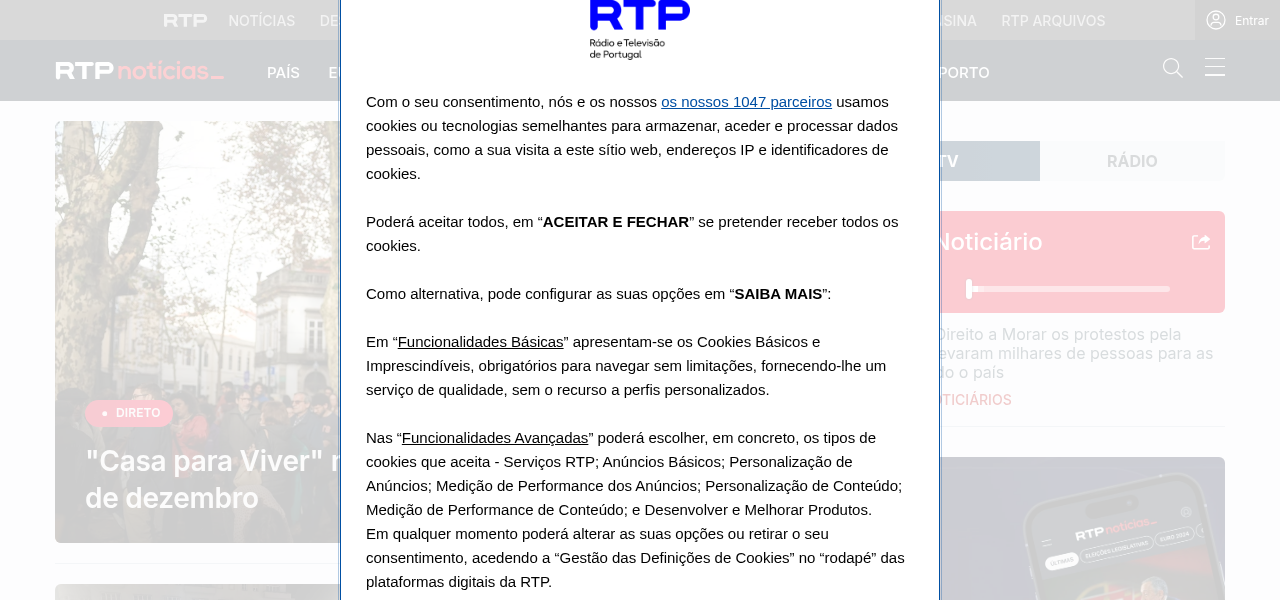 RTP NOTÍCIAS
RTP ARQUIVOS
Entrar
RTP notícias_
PAÍS
RÁDIO
TV
Noticiário
Direito a Morar os protestos pela
levaram milhares de pessoas para as
do o país
DIRETO
"Casa para Viver"
de dezembro
RTP
Rádio e Televisão
de Portugal
Com o seu consentimento, nós e os nossos os nossos 1047 parceiros usamos
cookies ou tecnologias semelhantes para armazenar, aceder e processar dados
pessoais, como a sua visita a este sítio web, endereços IP e identificadores de
cookies.
Poderá aceitar todos, em “ACEITAR E FECHAR” se pretender receber todos os
cookies.
Como alternativa, pode configurar as suas opções em “SAIBA MAIS”:
Em “Funcionalidades Básicas” apresentam-se os Cookies Básicos e
Imprescindíveis, obrigatórios para navegar sem limitações, fornecendo-lhe um
serviço de qualidade, sem o recurso a perfis personalizados.
Nas “Funcionalidades Avançadas” poderá escolher, em concreto, os tipos de
cookies que aceita - Serviços RTP; Anúncios Básicos; Personalização de
Anúncios; Medição de Performance dos Anúncios; Personalização de Conteúdo;
Medição de Performance de Conteúdo; e Desenvolver e Melhorar Produtos.
Em qualquer momento poderá alterar as suas opções ou retirar o seu
consentimento, acedendo a “Gestão das Definições de Cookies” no “rodapé” das
plataformas digitais da RTP.
RTP notícias_